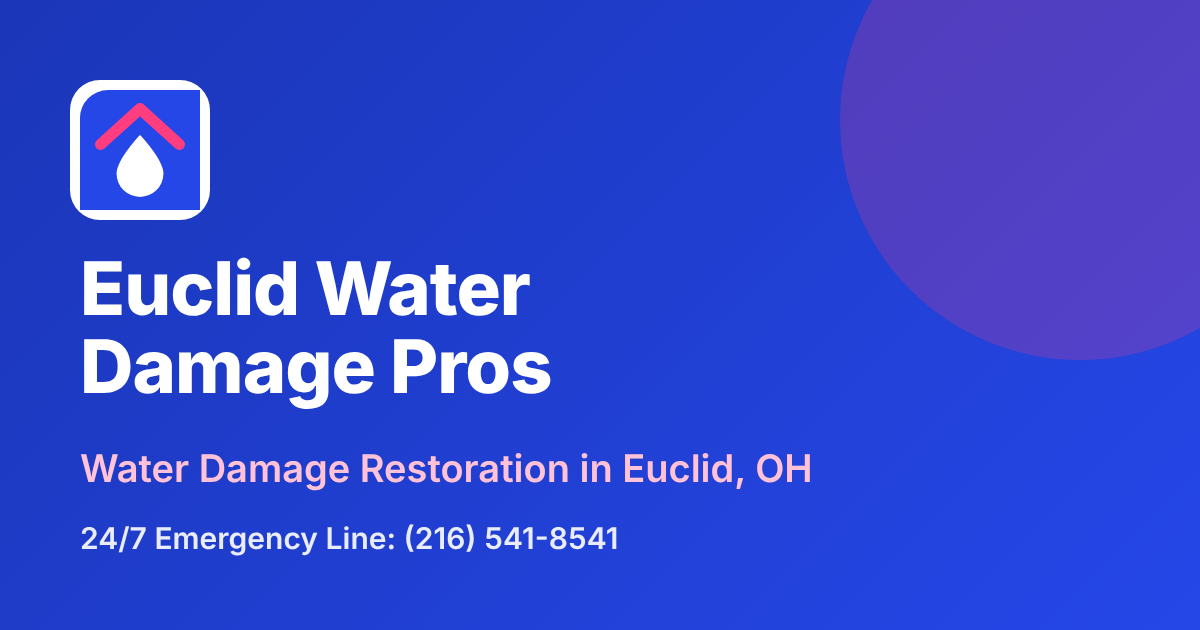 Euclid Water
Damage Pros
Water Damage Restoration in Euclid, OH
24/7 Emergency Line: (216) 541-8541